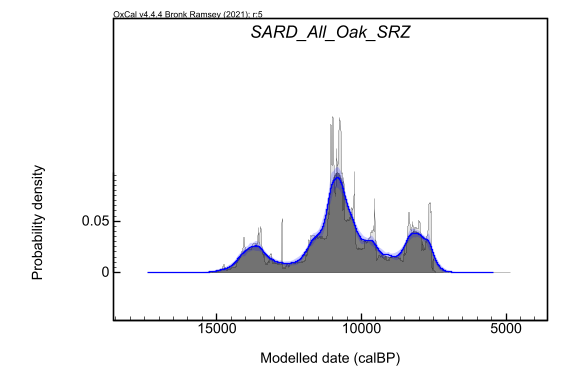 OxCal v4.4.4 Bronk Ramsey (2021); r:5
SARD_All_Oak_SRZ
Probability density
0.05
0
15000 10000 5000
Modelled date (calBP)